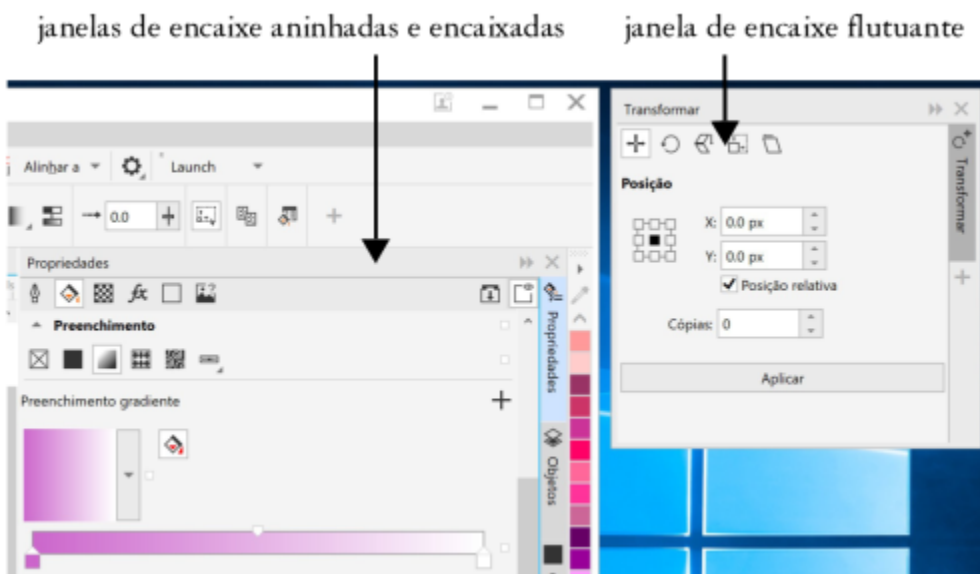 janelas de encaixe aninhadas e encaixadas
janela de encaixe flutuante
Alinhar a
Launch
0.0
Propriedades
fx
Preenchimento
Preenchimento gradiente
Propriedades
Objetos
Transformar
Posição
X: 0.0 px
Y: 0.0 px
Posição relativa
Cópias: 0
Aplicar
Transformar